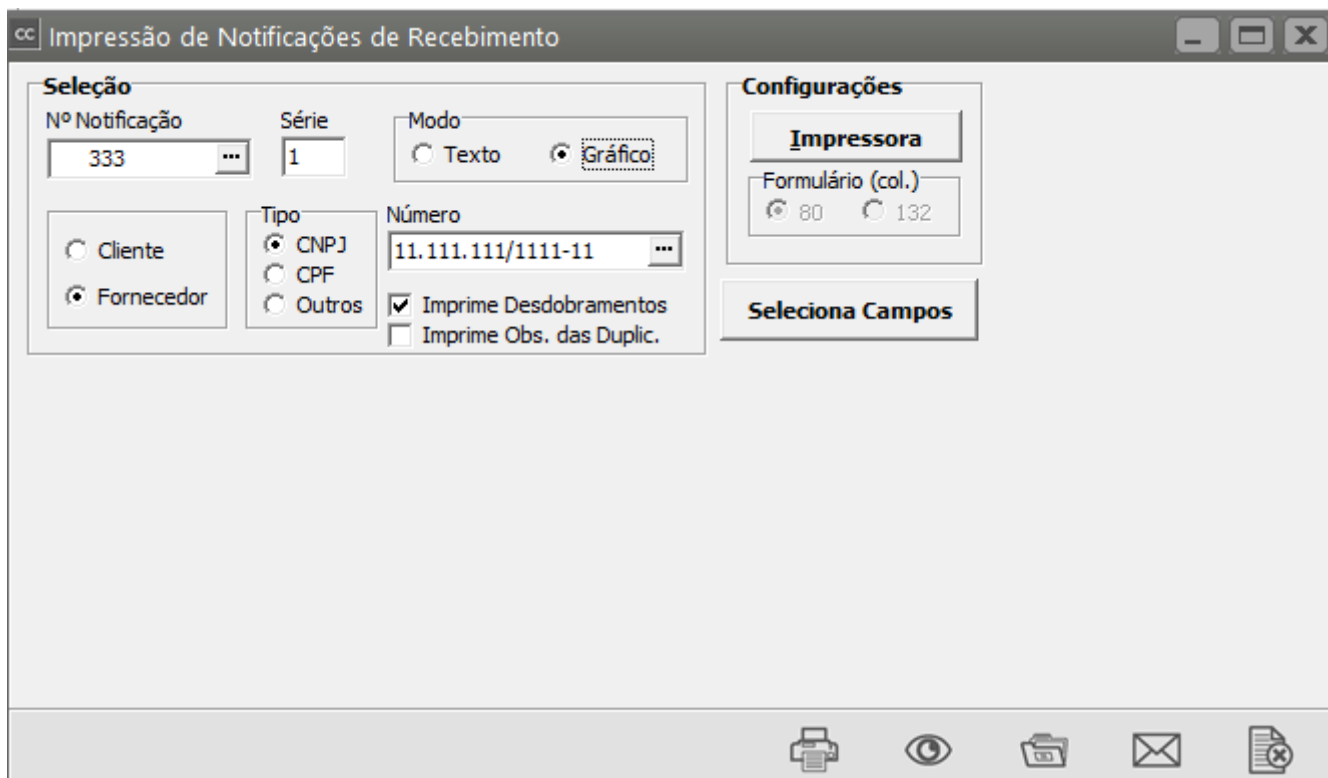 cc Impressão de Notificações de Recebimento
Seleção
Nº Notificação Série Modo
333 ... 1 Texto Gráfico
Tipo Número
Cliente CNPJ 11.111.111/1111-11 ...
Fornecedor CPF
Outros Imprime Desdobramentos
Imprime Obs. das Duplic.
Configurações
Impressora
Formulário (col.)
80 132
Seleciona Campos